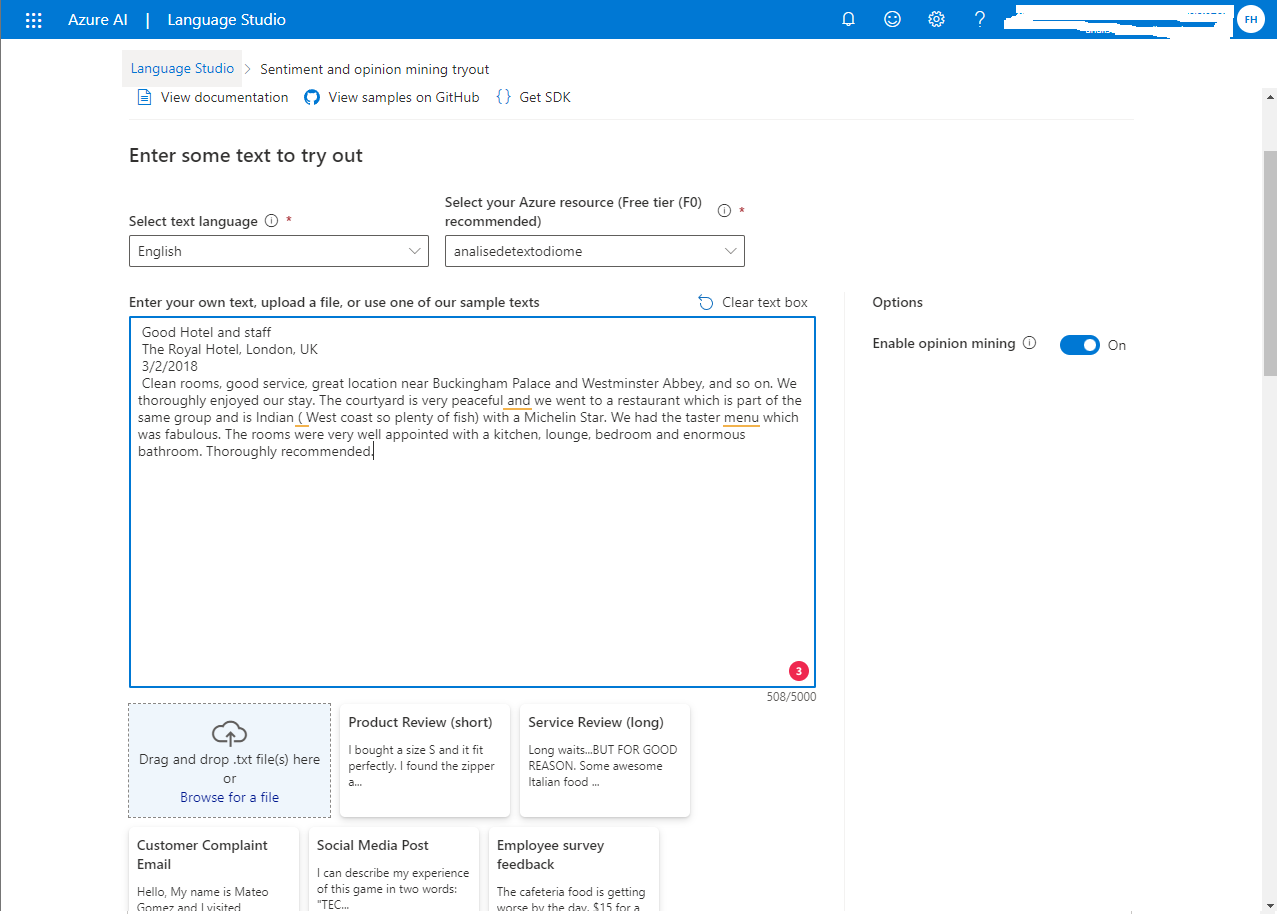 Azure AI | Language Studio
?
FH
Language Studio > Sentiment and opinion mining tryout
View documentation View samples on GitHub {} Get SDK
Enter some text to try out
Select text language * Select your Azure resource (Free tier (F0) recommended) *
English analisedetextodiome
Enter your own text, upload a file, or use one of our sample texts Clear text box
Good Hotel and staff
The Royal Hotel, London, UK
3/2/2018
Clean rooms, good service, great location near Buckingham Palace and Westminster Abbey, and so on. We
thoroughly enjoyed our stay. The courtyard is very peaceful and we went to a restaurant which is part of the
same group and is Indian ( West coast so plenty of fish) with a Michelin Star. We had the taster menu which
was fabulous. The rooms were very well appointed with a kitchen, lounge, bedroom and enormous
bathroom. Thoroughly recommended.
3
508/5000
Options
Enable opinion mining On
Drag and drop .txt file(s) here
or
Browse for a file
Product Review (short)
I bought a size S and it fit
perfectly. I found the zipper
a...
Service Review (long)
Long waits...BUT FOR GOOD
REASON. Some awesome
Italian food ...
Customer Complaint
Email
Hello, My name is Mateo
Gomez and I visited
Social Media Post
I can describe my experience
of this game in two words:
"TEC...
Employee survey
feedback
The cafeteria food is getting
worse by the day. $15 for a